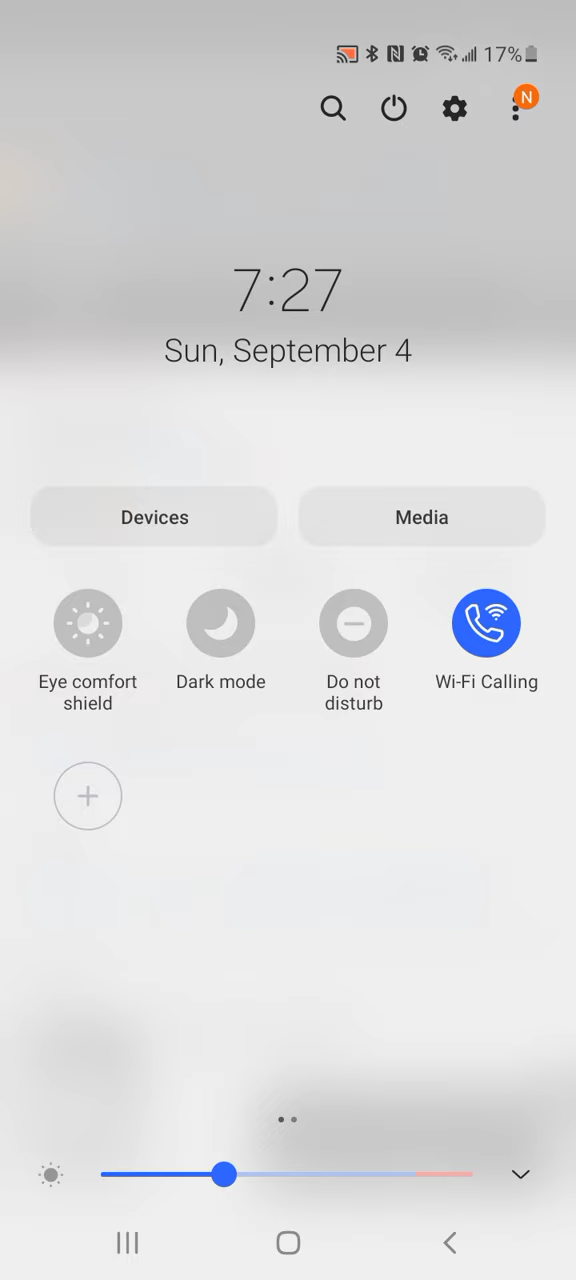 17%
N
7:27
Sun, September 4
Devices
Media
Eye comfort
shield
Dark mode
Do not
disturb
Wi-Fi Calling